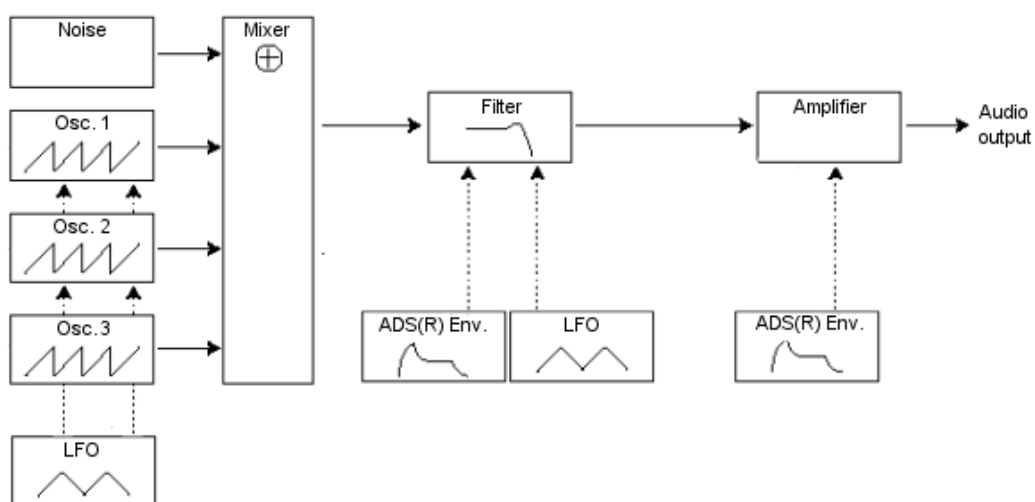 Noise
Mixer
Osc. 1
Filter
Amplifier
Audio
output
Osc. 2
Osc.3
ADS(R) Env.
LFO
ADS(R) Env.
LFO